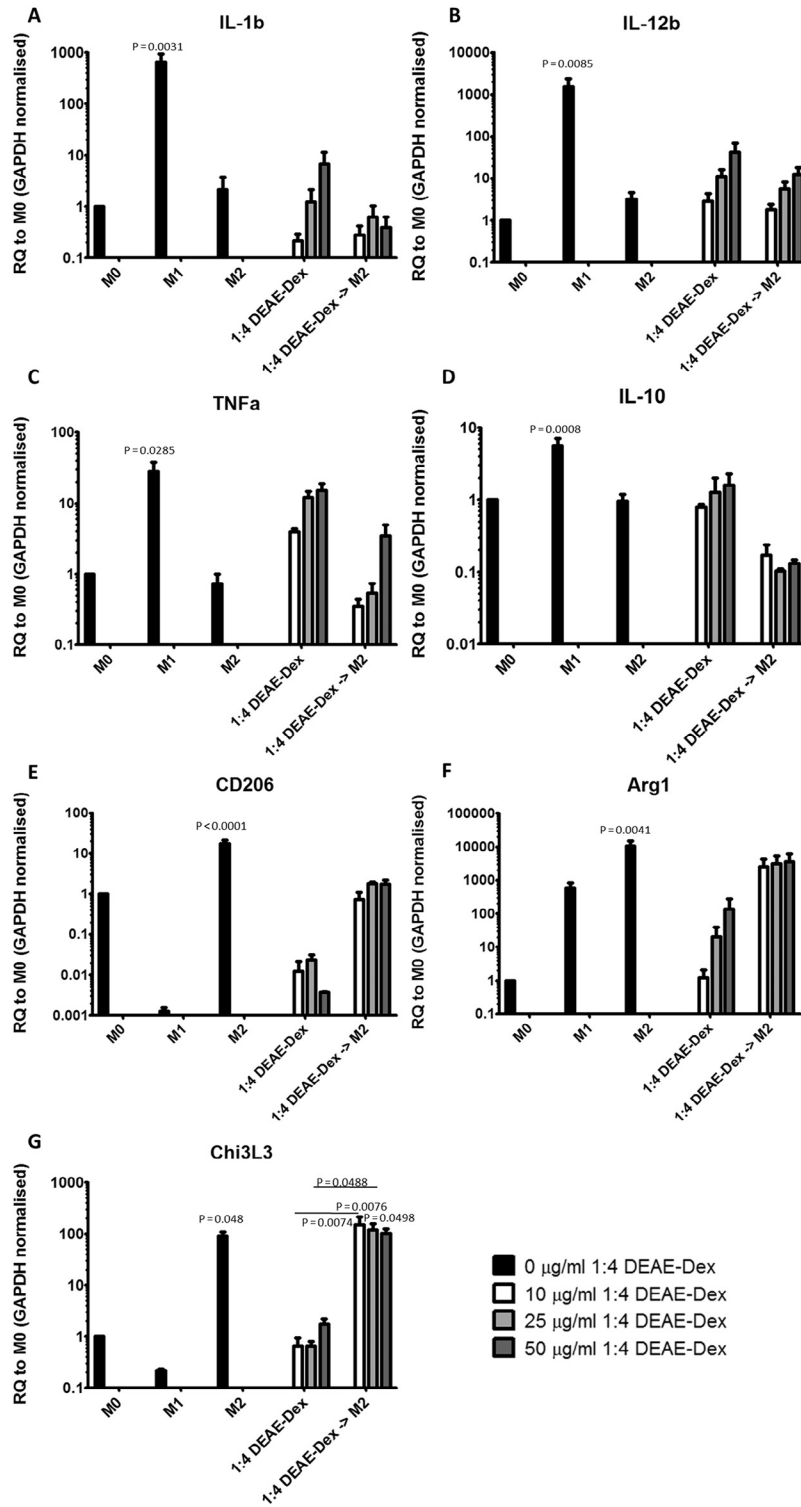 A
IL-1b
P = 0.0031
RQ to M0 (GAPDH normalised)
1000
100
10
1
0.1
M0
M1
M2
1:4 DEAE-Dex
1:4 DEAE-Dex -> M2
B
IL-12b
P = 0.0085
RQ to M0 (GAPDH normalised)
10000
1000
100
10
1
0.1
M0
M1
M2
1:4 DEAE-Dex
1:4 DEAE-Dex -> M2
C
TNFa
P = 0.0285
RQ to M0 (GAPDH normalised)
100
10
1
0.1
M0
M1
M2
1:4 DEAE-Dex
1:4 DEAE-Dex -> M2
D
IL-10
P = 0.0008
RQ to M0 (GAPDH normalised)
10
1
0.1
0.01
M0
M1
M2
1:4 DEAE-Dex
1:4 DEAE-Dex -> M2
E
CD206
P < 0.0001
RQ to M0 (GAPDH normalised)
100
10
1
0.1
0.01
0.001
M0
M1
M2
1:4 DEAE-Dex
1:4 DEAE-Dex -> M2
F
Arg1
P = 0.0041
RQ to M0 (GAPDH normalised)
100000
10000
1000
100
10
1
0.1
M0
M1
M2
1:4 DEAE-Dex
1:4 DEAE-Dex -> M2
G
Chi3L3
P = 0.0488
P = 0.0076
P = 0.048
P = 0.0074
P = 0.0498
RQ to M0 (GAPDH normalised)
1000
100
10
1
0.1
M0
M1
M2
1:4 DEAE-Dex
1:4 DEAE-Dex -> M2
0 μg/ml 1:4 DEAE-Dex
10 μg/ml 1:4 DEAE-Dex
25 μg/ml 1:4 DEAE-Dex
50 μg/ml 1:4 DEAE-Dex